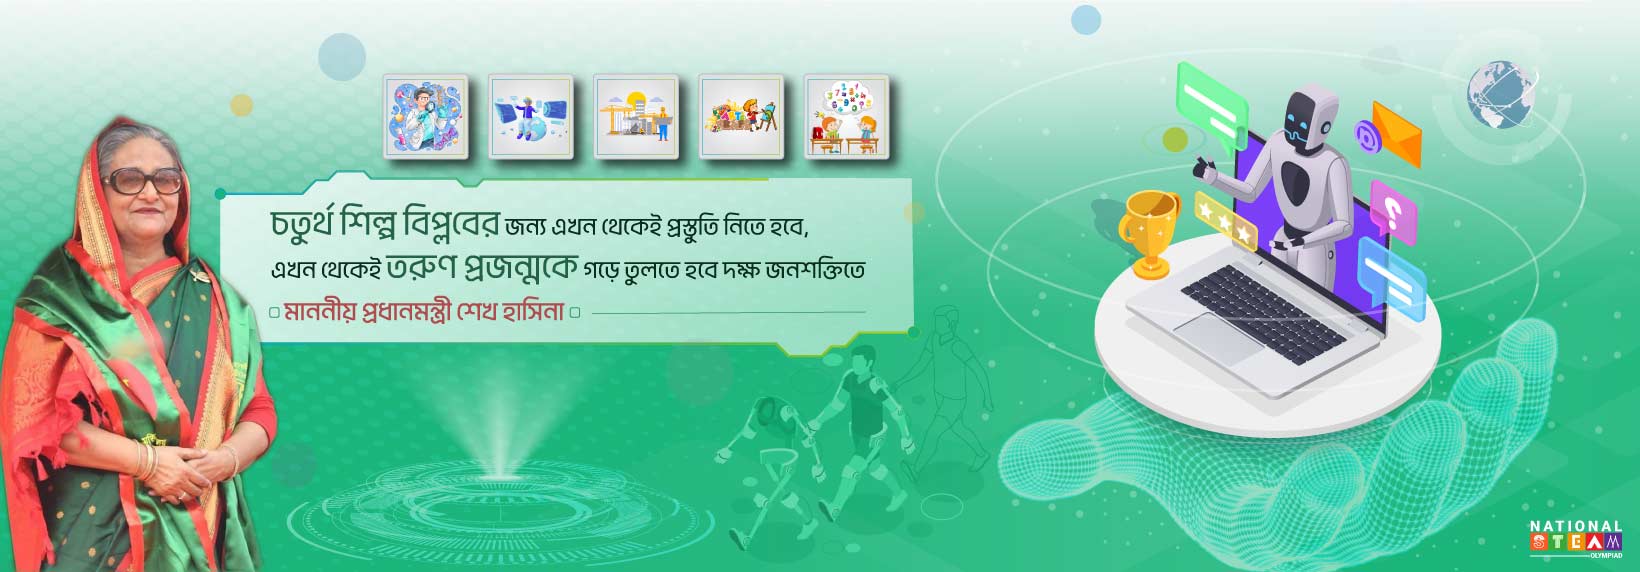 চতুর্থ শিল্প বিপ্লবের জন্য এখন থেকেই প্রস্তুতি নিতে হবে,
এখন থেকেই তরুণ প্রজন্মকে গড়ে তুলতে হবে দক্ষ জনশক্তিতে
মাননীয় প্রধানমন্ত্রী শেখ হাসিনা
NATIONAL
STEAM
OLYMPIAD